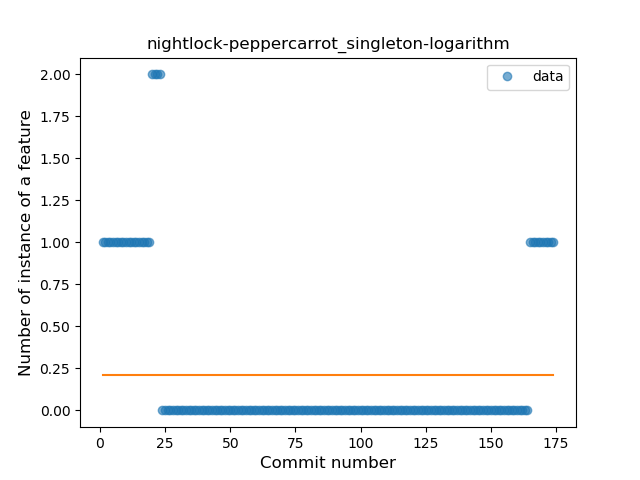 nightlock-peppercarrot_singleton-logarithm
data
Number of instance of a feature
2.00
1.75
1.50
1.25
1.00
0.75
0.50
0.25
0.00
0 25 50 75 100 125 150 175
Commit number